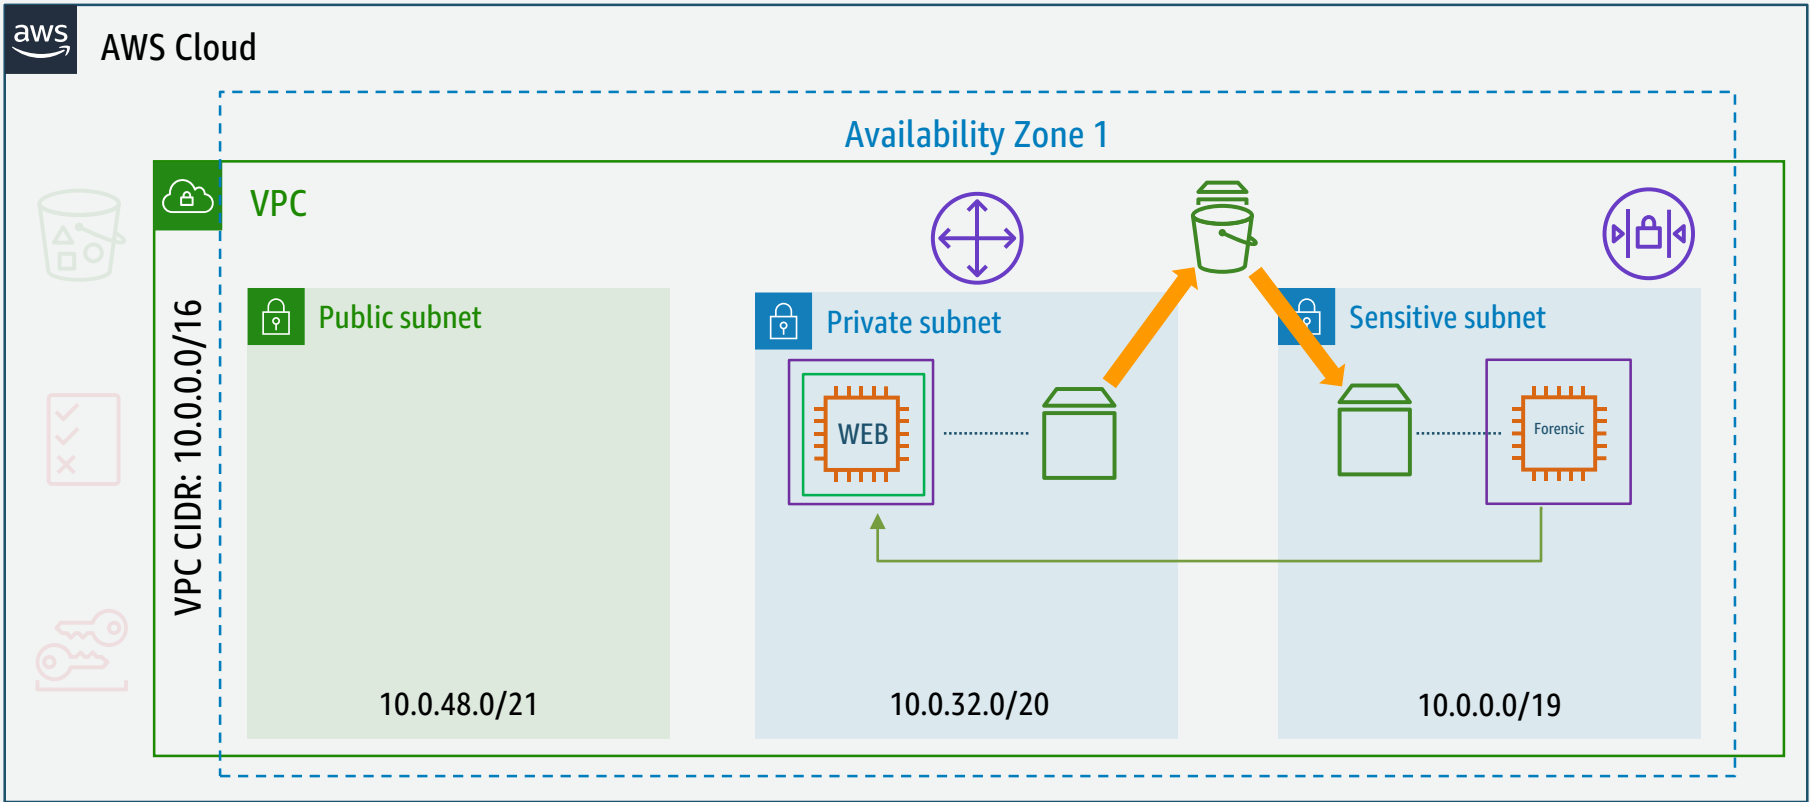 aws
AWS Cloud
Availability Zone 1
VPC
VPC CIDR: 10.0.0.0/16
Public subnet
Private subnet
Sensitive subnet
WEB
Forensic
10.0.48.0/21
10.0.32.0/20
10.0.0.0/19